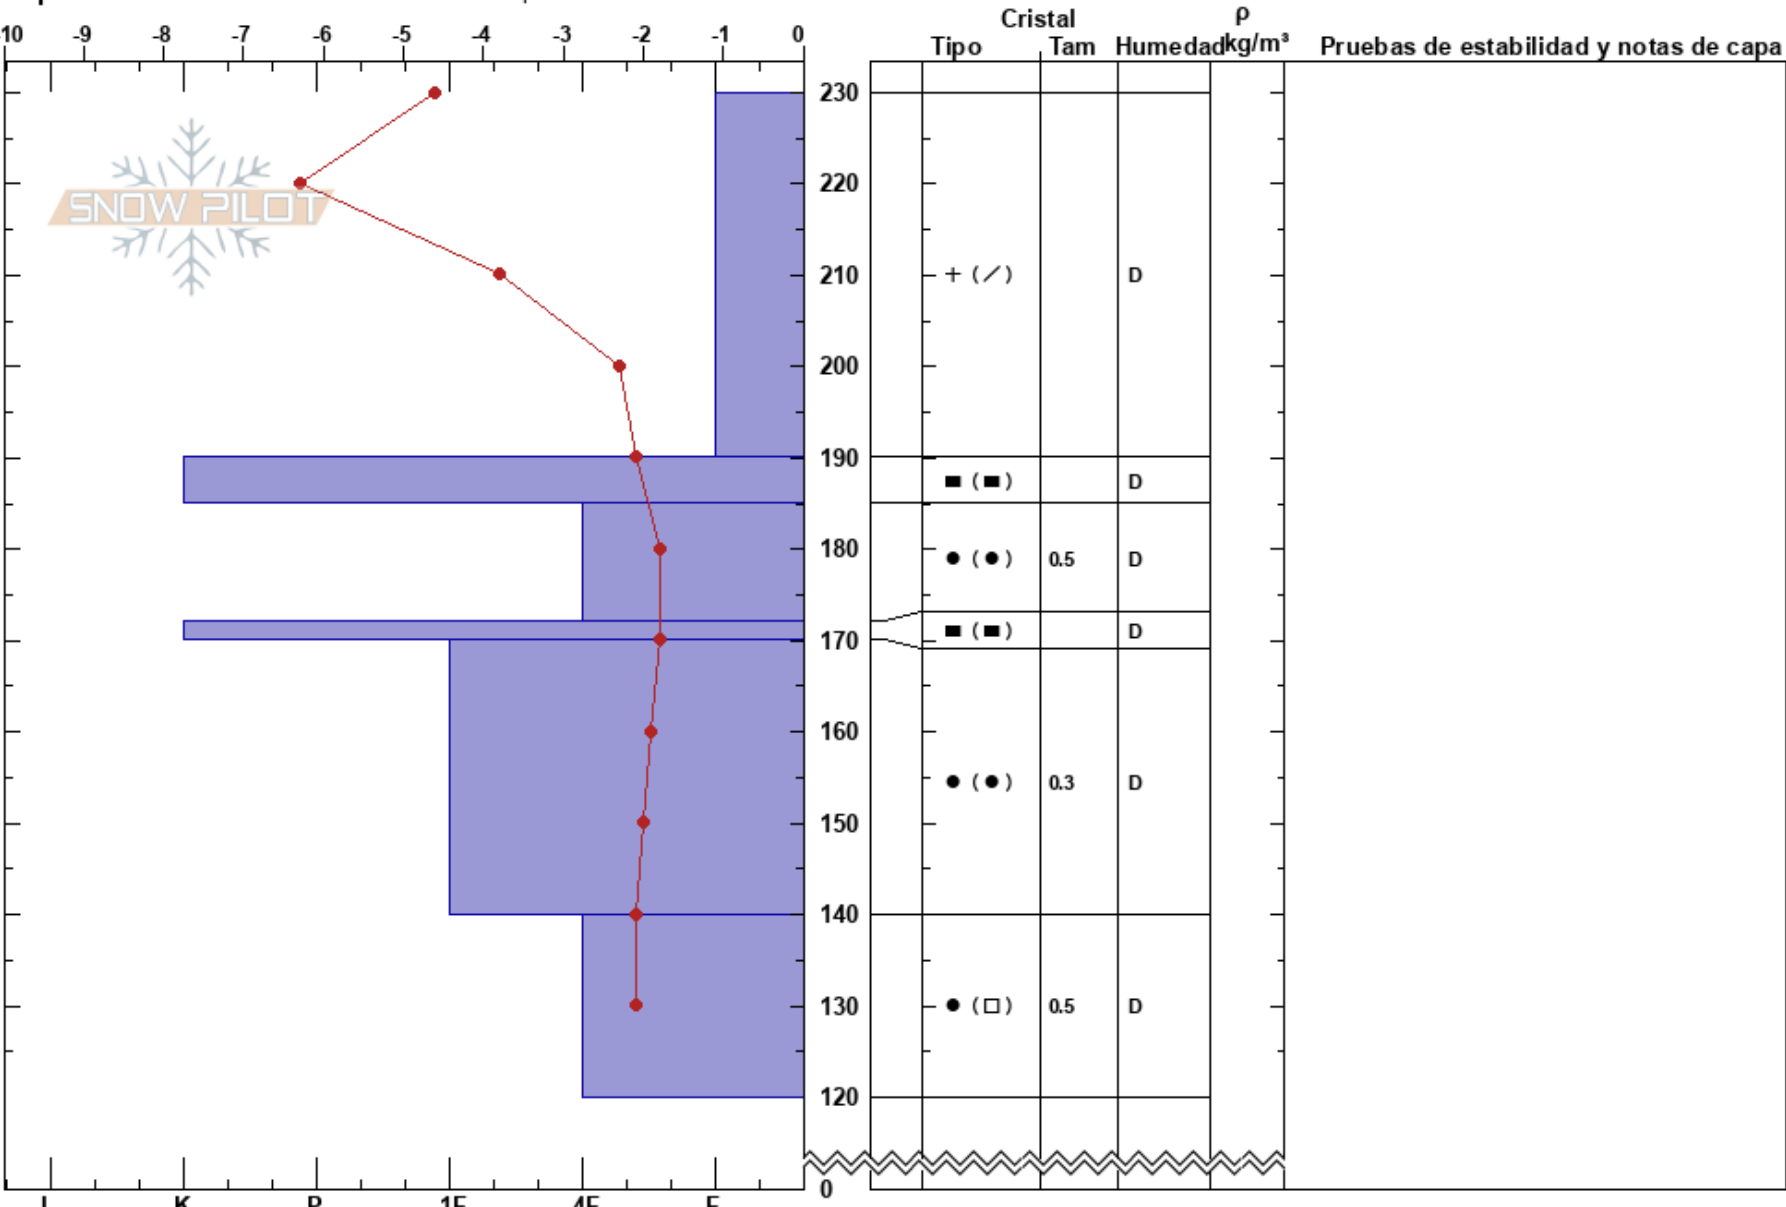 Cristal ρ
-10 -9 -8 -7 -6 -5 -4 -3 -2 -1 0 Tipo Tam Humedad kg/m³ Pruebas de estabilidad y notas de capa
230
220
SNOW PILOT
210 + (／) D
200
190
■ (■) D
180 ● (●) 0.5 D
170 ■ (■) D
160
● (●) 0.3 D
150
140
130 ● (□) 0.5 D
120
0
I K P 1F 4F F